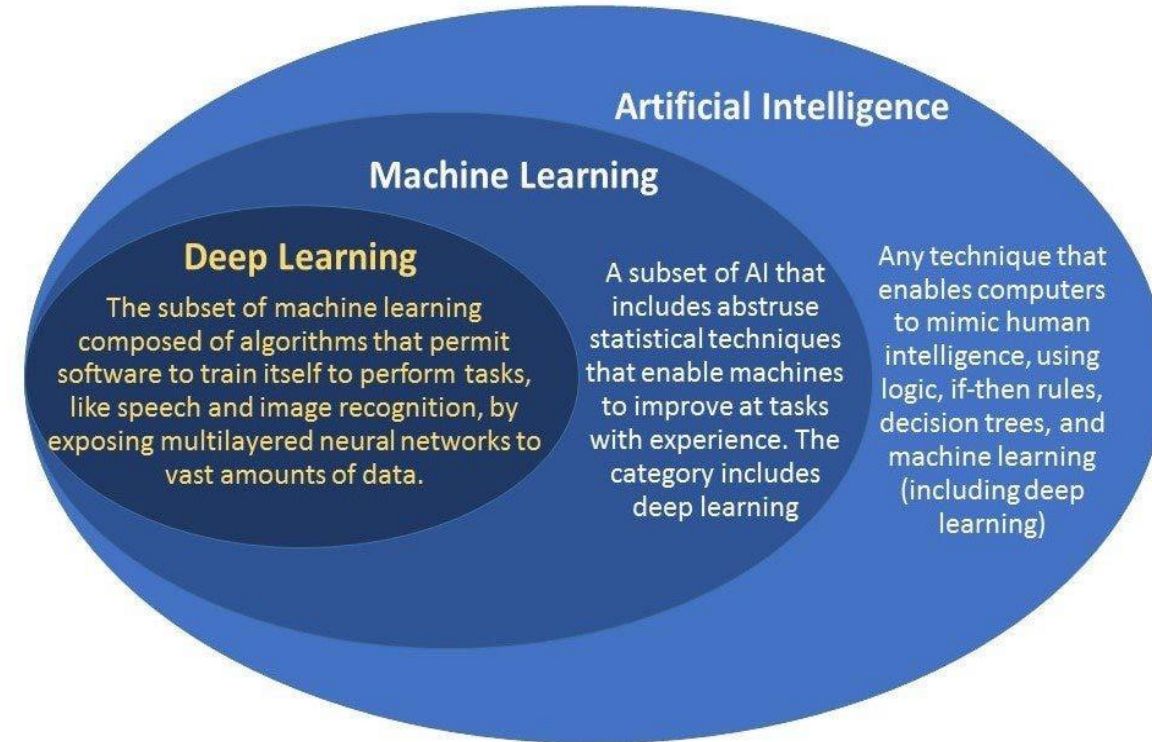 Artificial Intelligence
Machine Learning
Deep Learning
The subset of machine learning
composed of algorithms that permit
software to train itself to perform tasks,
like speech and image recognition, by
exposing multilayered neural networks to
vast amounts of data.
A subset of AI that
includes abstruse
statistical techniques
that enable machines
to improve at tasks
with experience. The
category includes
deep learning
Any technique that
enables computers
to mimic human
intelligence, using
logic, if-then rules,
decision trees, and
machine learning
(including deep
learning)